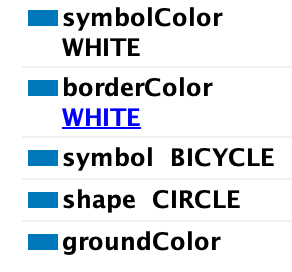 symbolColor
WHITE
borderColor
WHITE
symbol BICYCLE
shape CIRCLE
groundColor